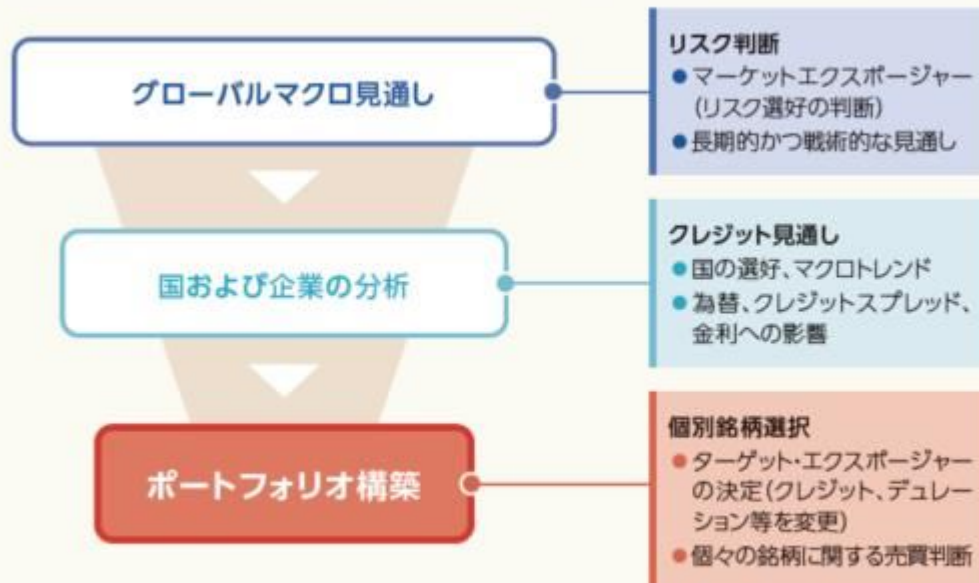 グローバルマクロ見通し
リスク判断
●マーケットエクスポージャー
(リスク選好の判断)
●長期的かつ戦術的な見通し
国および企業の分析
クレジット見通し
●国の選好、マクロトレンド
●為替、クレジットスプレッド、
金利への影響
ポートフォリオ構築
個別銘柄選択
●ターゲット・エクスポージャー
の決定(クレジット、デュレー
ション等を変更)
●個々の銘柄に関する売買判断